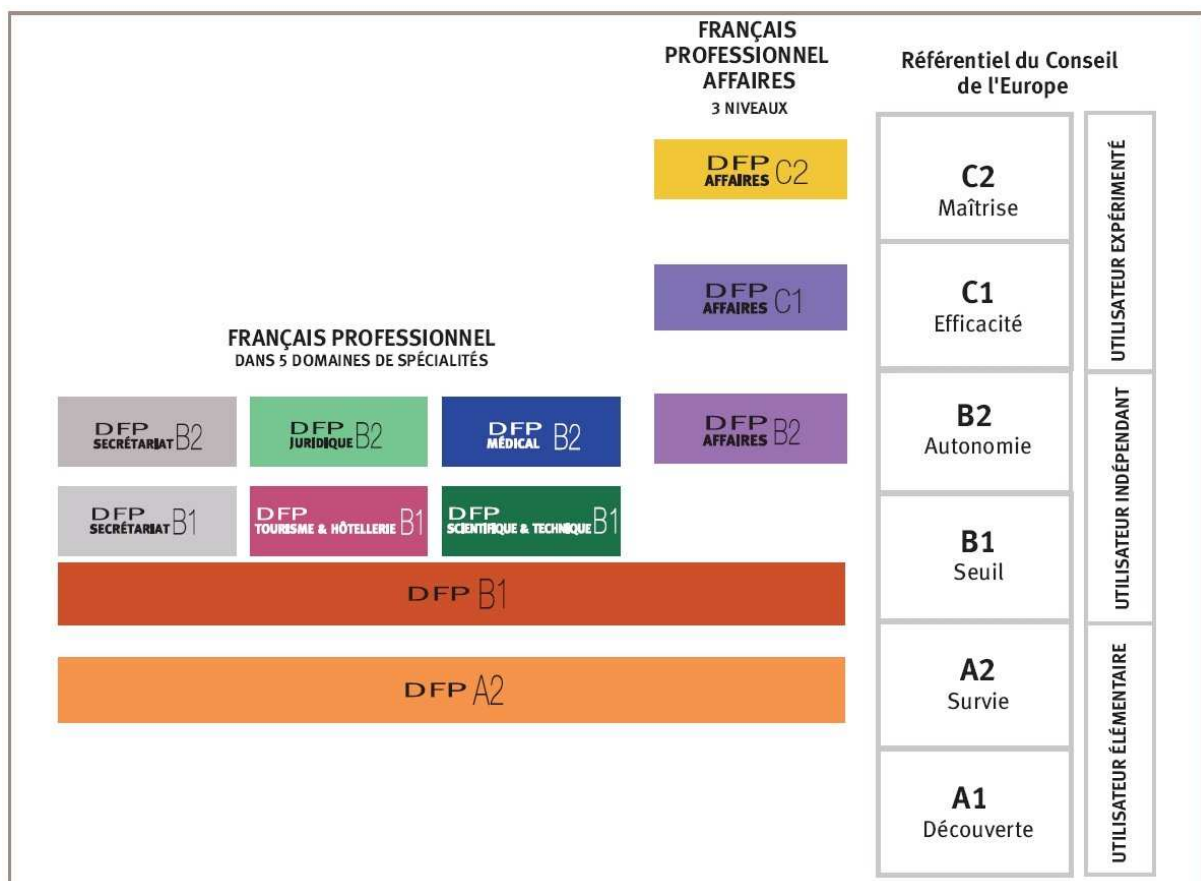 FRANÇAIS
PROFESSIONNEL
AFFAIRES
3 NIVEAUX
Référentiel du Conseil
de l'Europe
DFP
AFFAIRES C2
C2
Maîtrise
UTILISATEUR EXPÉRIMENTÉ
DFP
AFFAIRES C1
C1
Efficacité
FRANÇAIS PROFESSIONNEL
DANS 5 DOMAINES DE SPÉCIALITÉS
DFP
SECRÉTARIAT B2
DFP
JURIDIQUE B2
DFP
MÉDICAL B2
DFP
AFFAIRES B2
B2
Autonomie
UTILISATEUR INDÉPENDANT
DFP
SECRÉTARIAT B1
DFP
TOURISME & HÔTELLERIE B1
DFP
SCIENTIFIQUE & TECHNIQUE B1
B1
Seuil
DFP B1
DFP A2
A2
Survie
UTILISATEUR ÉLÉMENTAIRE
A1
Découverte